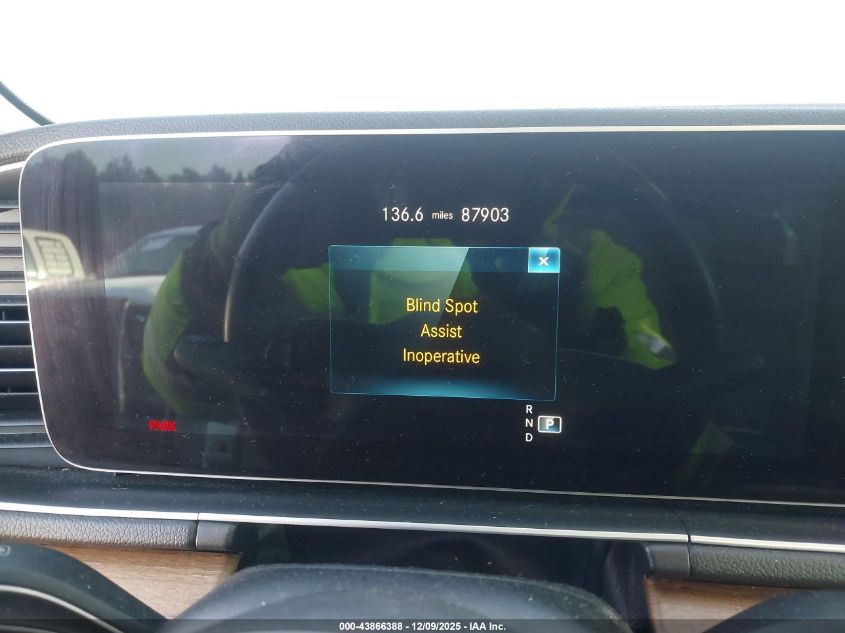 136.6 miles 87903
×
Blind Spot
Assist
Inoperative
R
N P
D
PARK
000-43866388 - 12/09/2025 - IAA Inc.